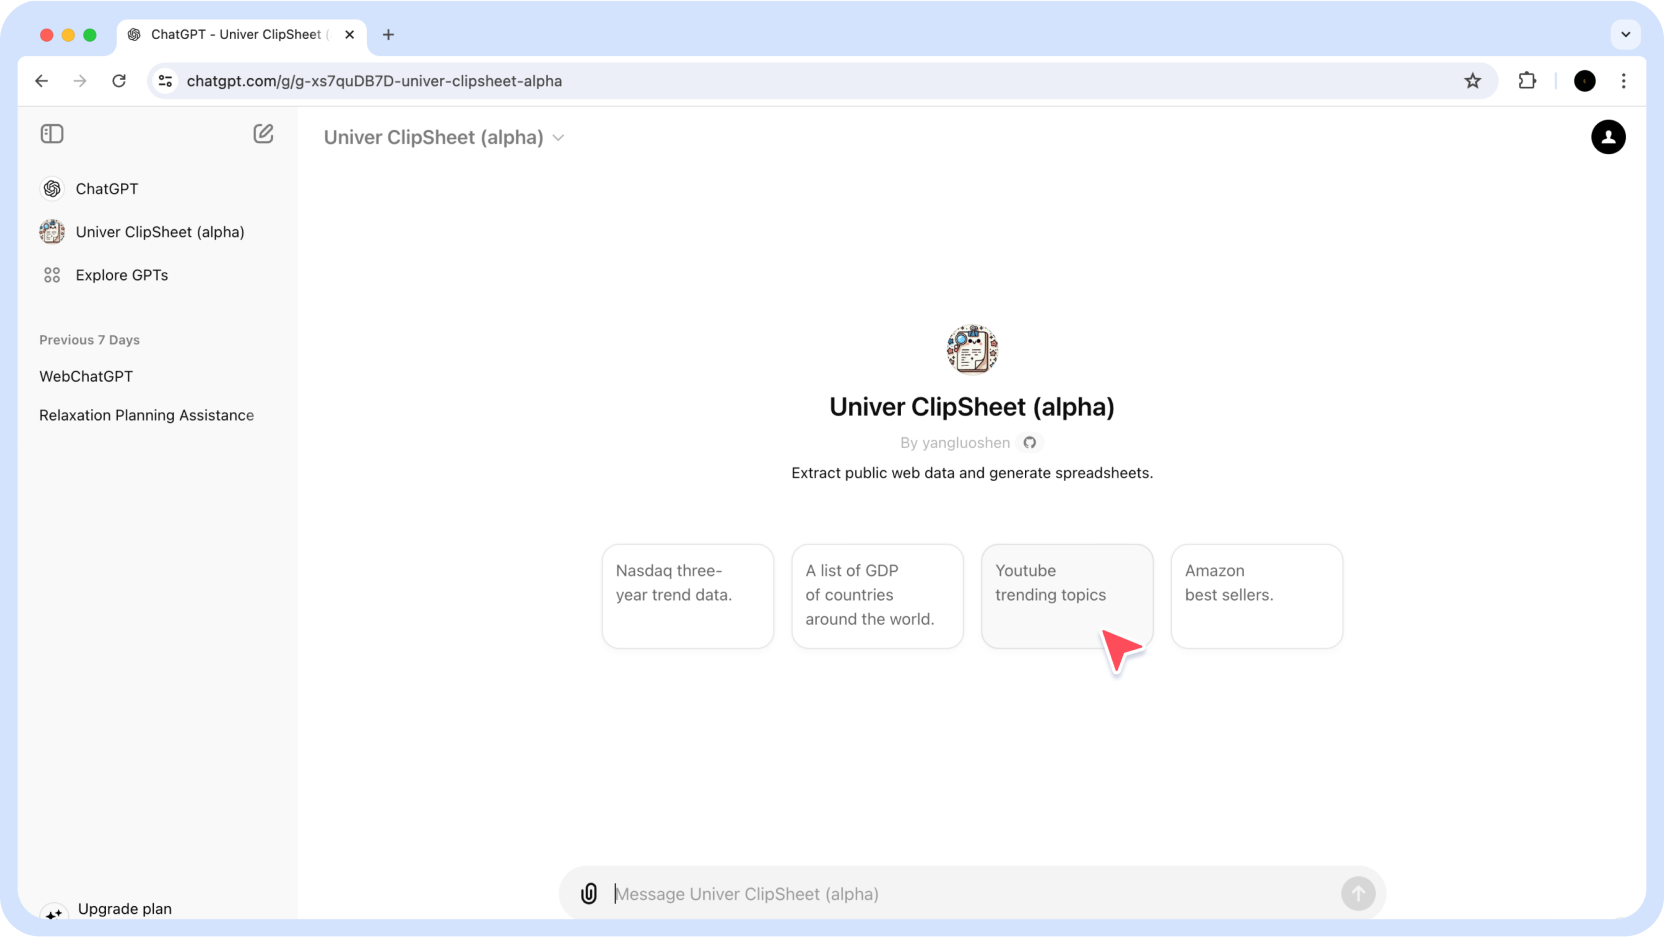 ChatGPT - Univer ClipSheet (
chatgpt.com/g/g-xs7quDB7D-univer-clipsheet-alpha
Univer ClipSheet (alpha)
ChatGPT
Univer ClipSheet (alpha)
Explore GPTs
Previous 7 Days
WebChatGPT
Relaxation Planning Assistance
Upgrade plan
Univer ClipSheet (alpha)
By yangluoshen
Extract public web data and generate spreadsheets.
Nasdaq three-
year trend data.
A list of GDP
of countries
around the world.
Youtube
trending topics
Amazon
best sellers.
Message Univer ClipSheet (alpha)